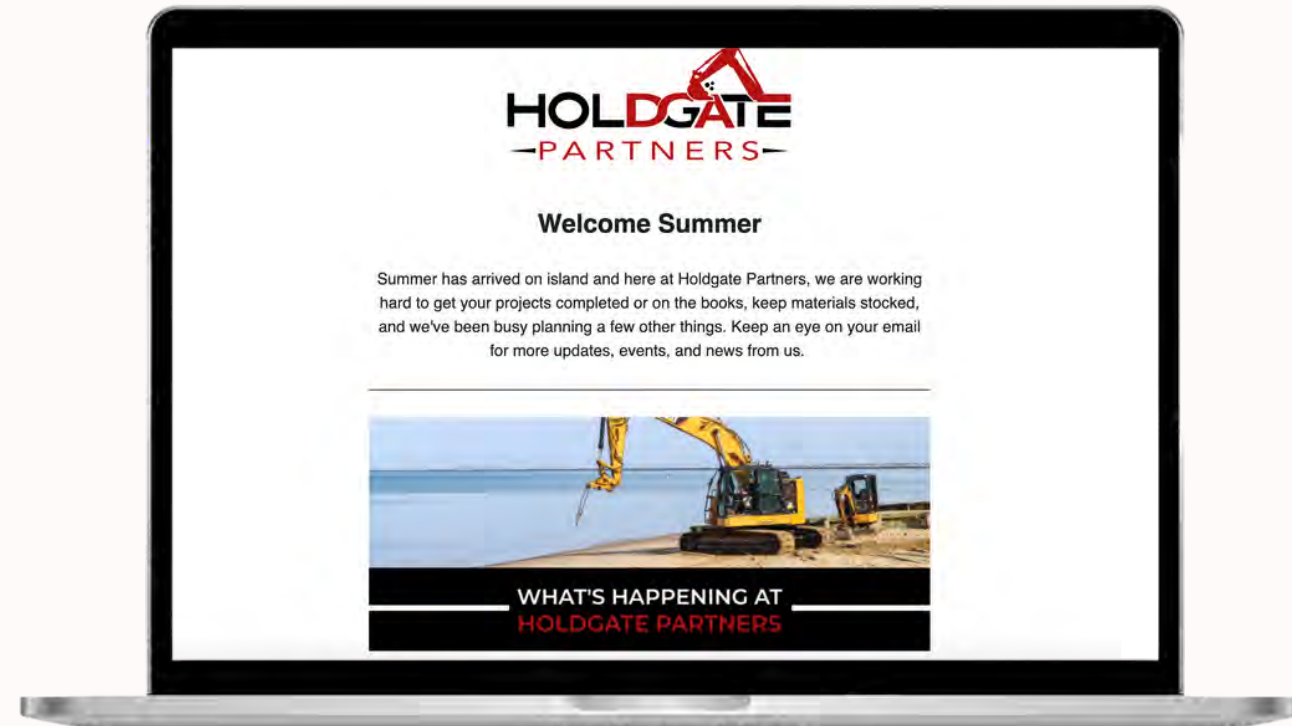 HOLDGATE
PARTNERS
Welcome Summer
Summer has arrived on island and here at Holdgate Partners, we are working
hard to get your projects completed or on the books, keep materials stocked,
and we've been busy planning a few other things. Keep an eye on your email
for more updates, events, and news from us.
WHAT'S HAPPENING AT
HOLDGATE PARTNERS